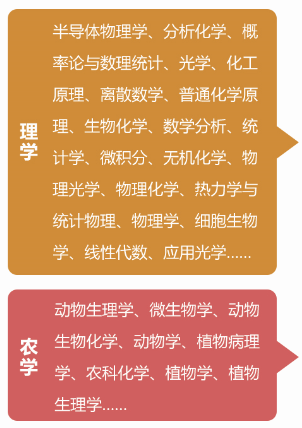 理学
半导体物理学、分析化学、概
率论与数理统计、光学、化工
原理、离散数学、普通化学原
理、生物化学、数学分析、统
计学、微积分、无机化学、物
理光学、物理化学、热力学与
统计物理、物理学、细胞生物
学、线性代数、应用光学......
农学
动物生理学、微生物学、动物
生物化学、动物学、植物病理
学、农科化学、植物学、植物
生理学......